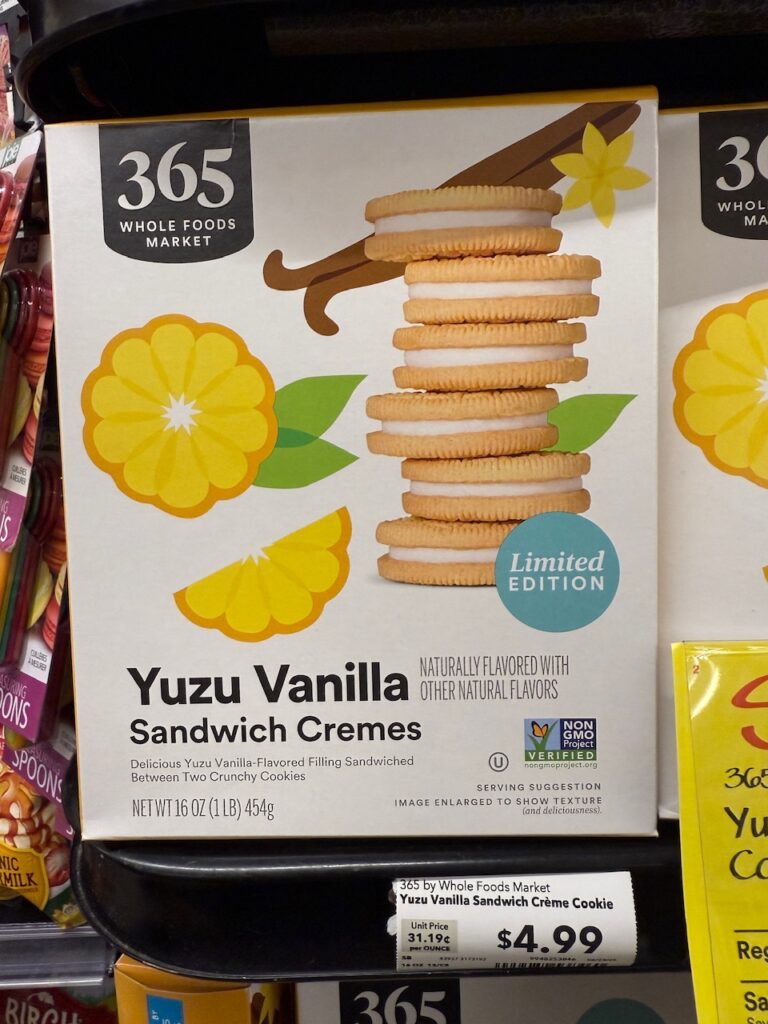 365
WHOLE FOODS
MARKET
Limited
EDITION
Yuzu Vanilla
Sandwich Cremes
NATURALLY FLAVORED WITH
OTHER NATURAL FLAVORS
Delicious Yuzu Vanilla-Flavored Filling Sandwiched
Between Two Crunchy Cookies
NET WT 16 OZ (1 LB) 454g
U
NON
GMO
Project
VERIFIED
nongmoproject.org
SERVING SUGGESTION
IMAGE ENLARGED TO SHOW TEXTURE
(and deliciousness).
365 by Whole Foods Market
Yuzu Vanilla Sandwich Crème Cookie
Unit Price
31.19¢
per OUNCE
$4.99
SPOONS
365